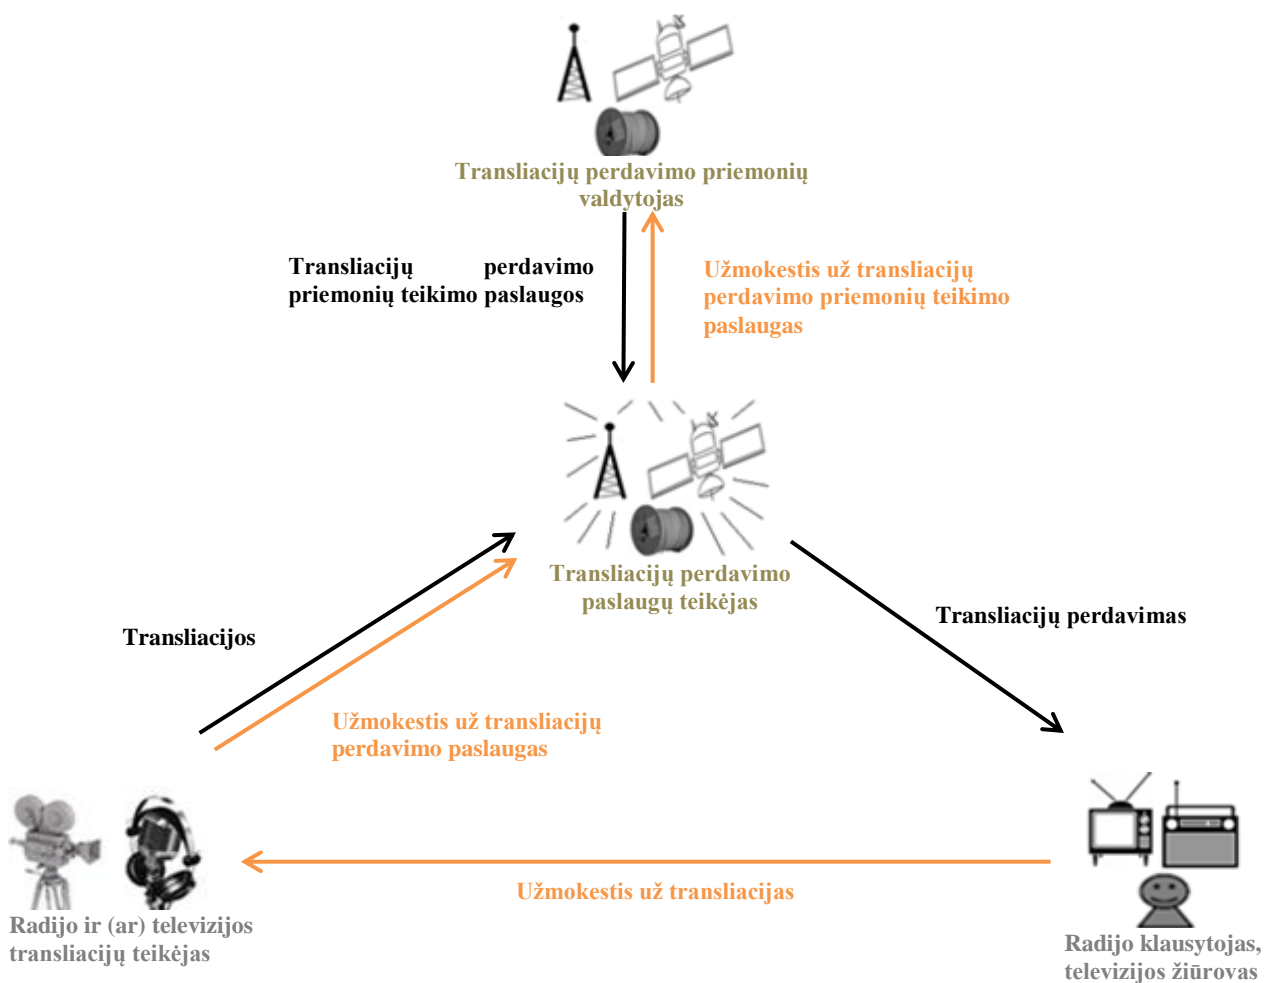 Transliacijų perdavimo priemonių
valdytojas
Transliacijų perdavimo
priemonių teikimo paslaugos
Užmokestis už transliacijų
perdavimo priemonių teikimo
paslaugas
Transliacijų perdavimo
paslaugų teikėjas
Transliacijos
Transliacijų perdavimas
Užmokestis už transliacijų
perdavimo paslaugas
Užmokestis už transliacijas
Radijo ir (ar) televizijos
transliacijų teikėjas
Radijo klausytojas,
televizijos žiūrovas